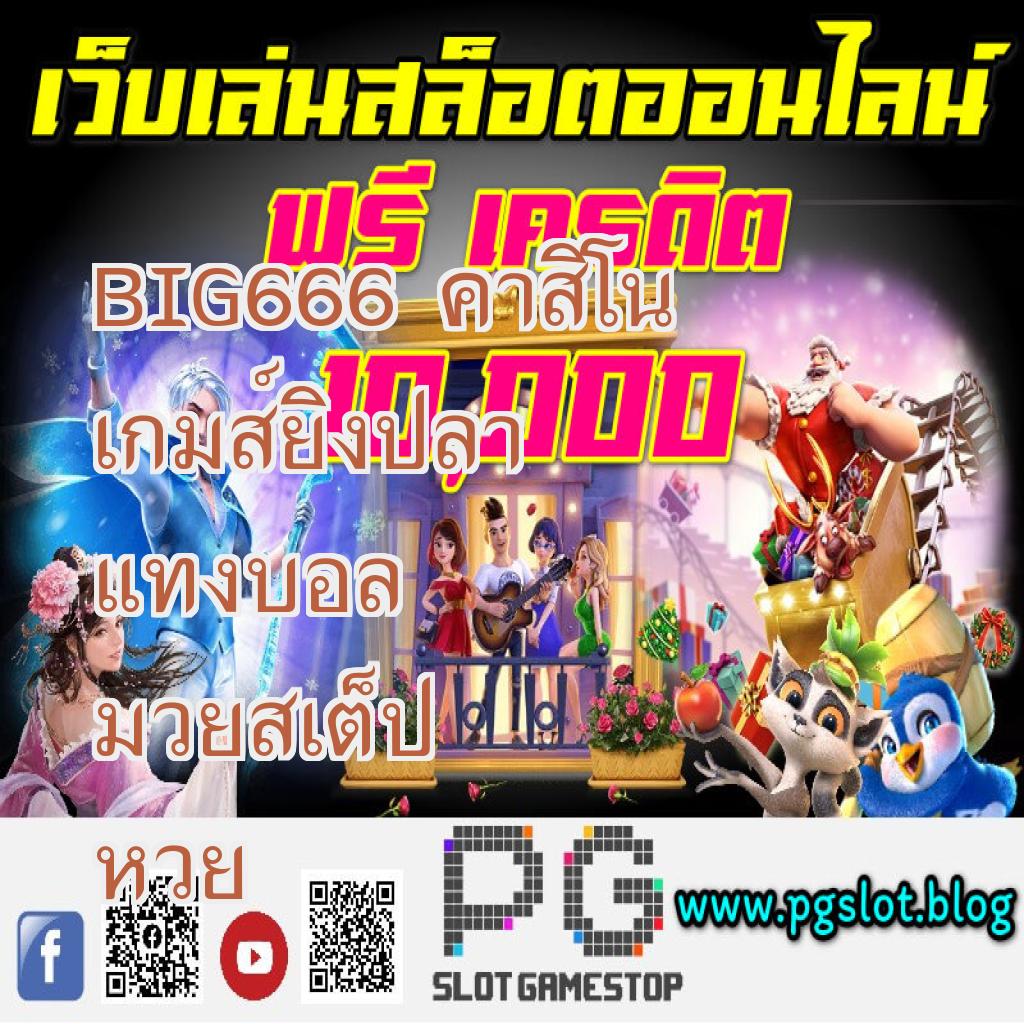 เว็บเล่นสล็อตออนไลน์
ฟรี เครดิต
BIG666 คาสิโน
10,000
เกมส์ยิงปลา
แทงบอล
มวยสเต็ป
หวย
PG
www.pgslot.blog
SLOT GAMESTOP